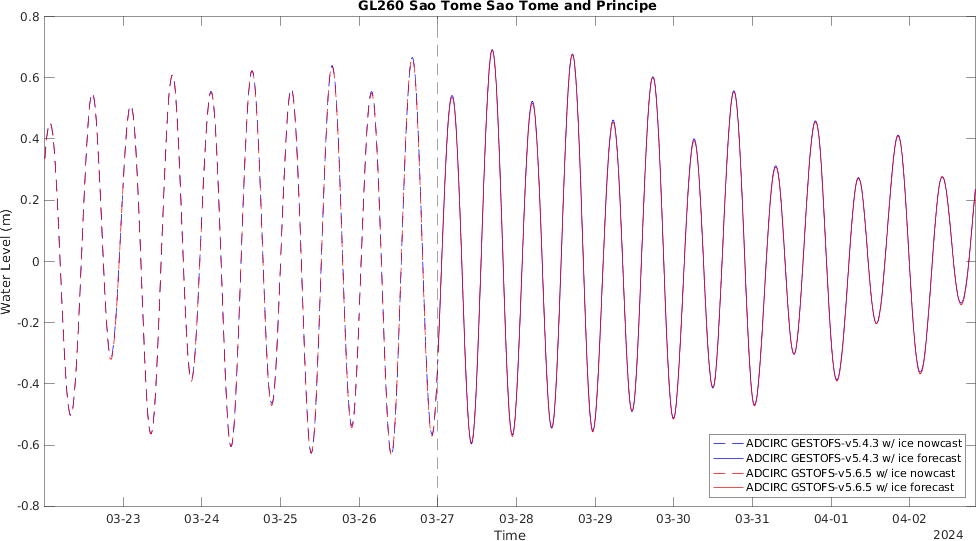 GL260 Sao Tome Sao Tome and Principe
0.8
0.6
0.4
0.2
0
-0.2
-0.4
-0.6
-0.8
Water Level (m)
03-23 03-24 03-25 03-26 03-27 03-28 03-29 03-30 03-31 04-01 04-02
Time
2024
ADCIRC GESTOFS-v5.4.3 w/ ice nowcast
ADCIRC GESTOFS-v5.4.3 w/ ice forecast
ADCIRC GSTOFS-v5.6.5 w/ ice nowcast
ADCIRC GSTOFS-v5.6.5 w/ ice forecast